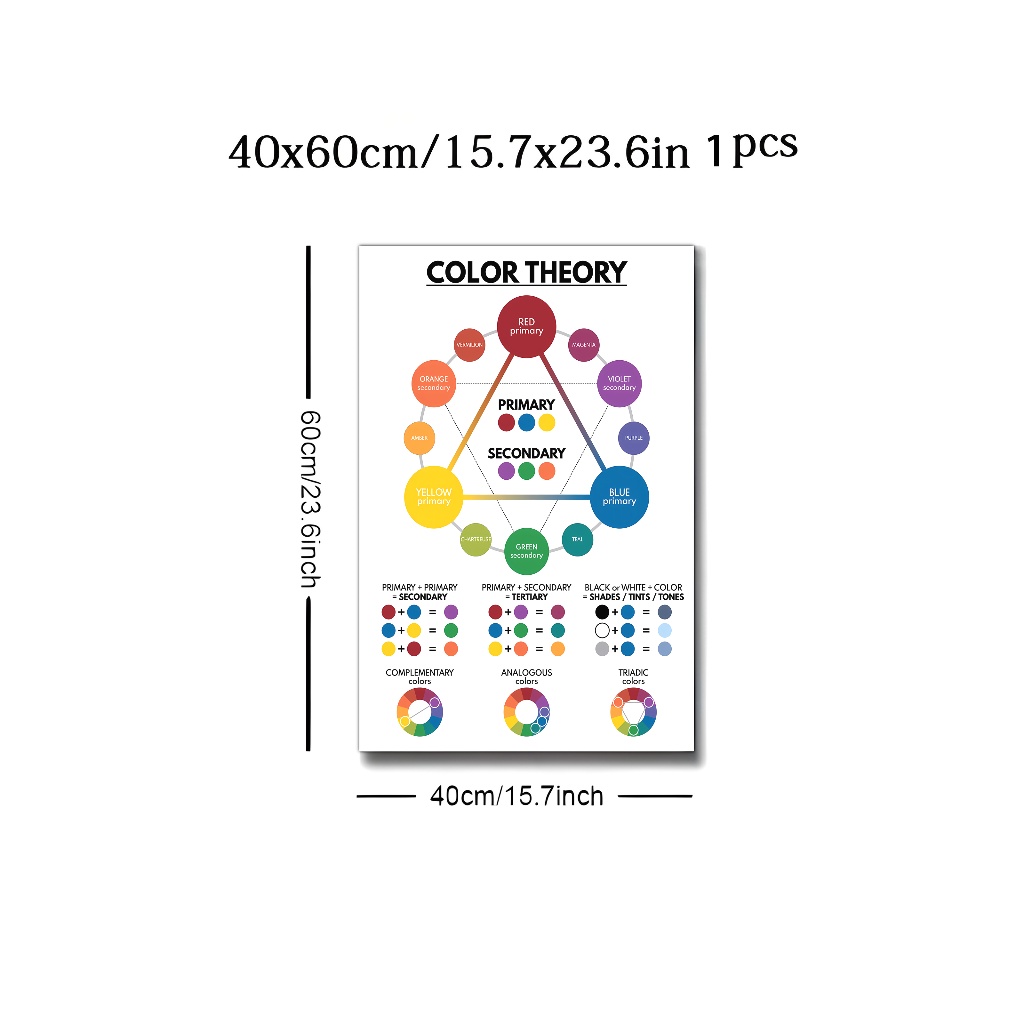 40x60cm/15.7x23.6in 1pcs
COLOR THEORY
RED
primary
VERMILION
MAGENTA
ORANGE
secondary
VIOLET
secondary
PRIMARY
AMBER
PURPLE
SECONDARY
YELLOW
primary
BLUE
primary
CHARTREUSE
TEAL
GREEN
secondary
60cm/23.6inch
PRIMARY + PRIMARY
= SECONDARY
+ =
+ =
+ =
PRIMARY + SECONDARY
= TERTIARY
+ =
+ =
+ =
BLACK or WHITE + COLOR
= SHADES / TINTS / TONES
+ =
+ =
+ =
COMPLEMENTARY
colors
ANALOGOUS
colors
TRIADIC
colors
40cm/15.7inch